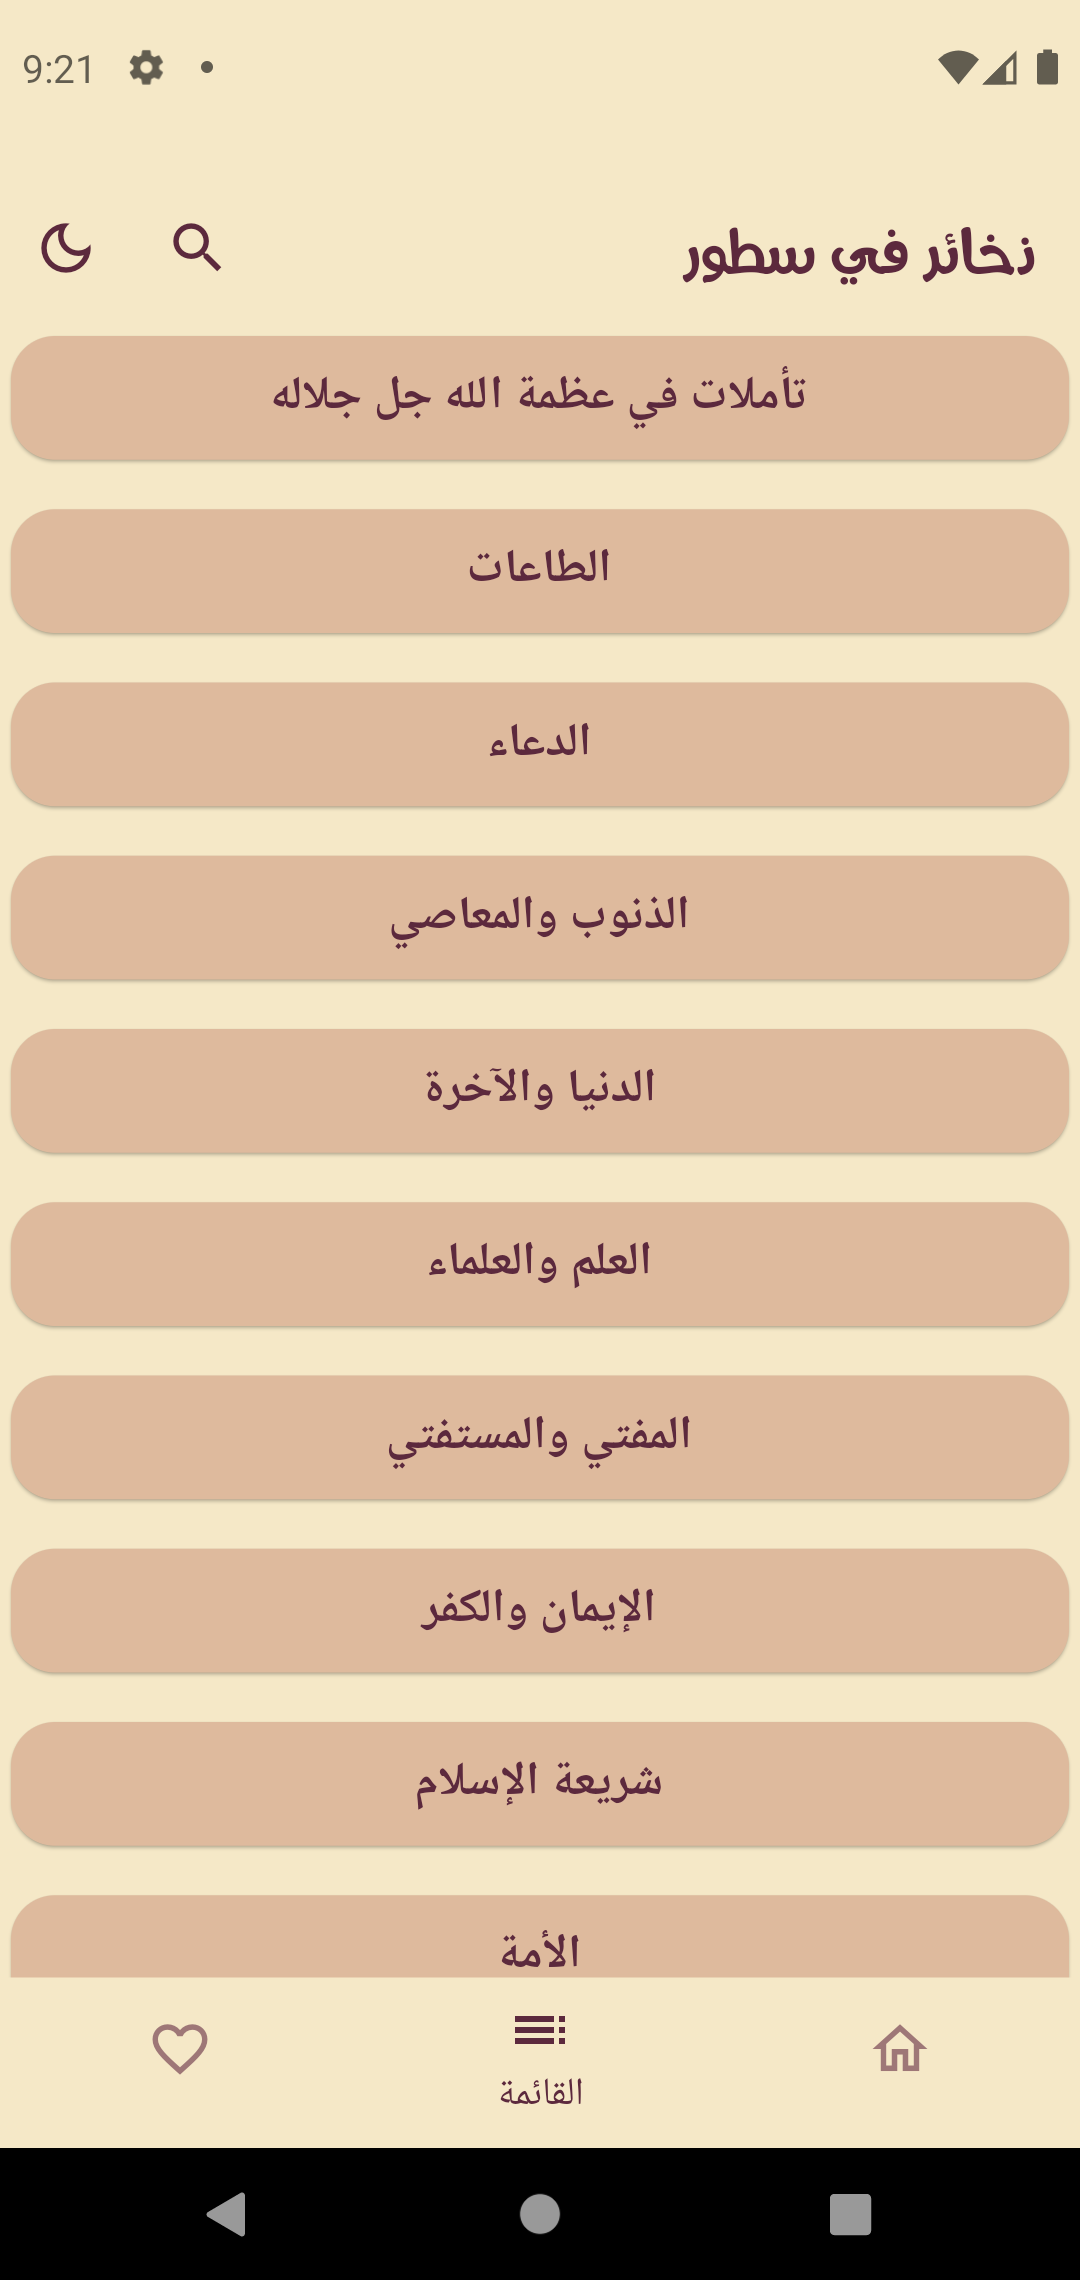 9:21
ذخائر في سطور
تأملات في عظمة الله جل جلاله
الطاعات
الدعاء
الذنوب والمعاصي
الدنيا والآخرة
العلم والعلماء
المفتي والمستفتي
الإيمان والكفر
شريعة الإسلام
الأمة
القائمة